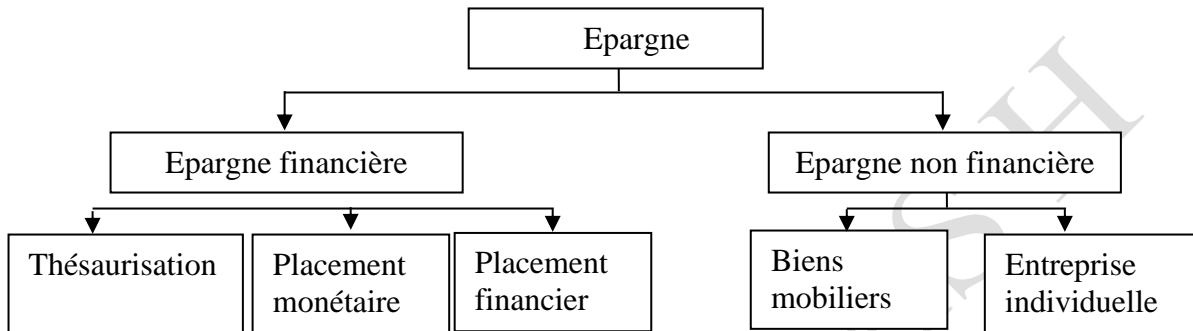 Epargne
Epargne financière
Epargne non financière
Thésaurisation
Placement
monétaire
Placement
financier
Biens
mobiliers
Entreprise
individuelle